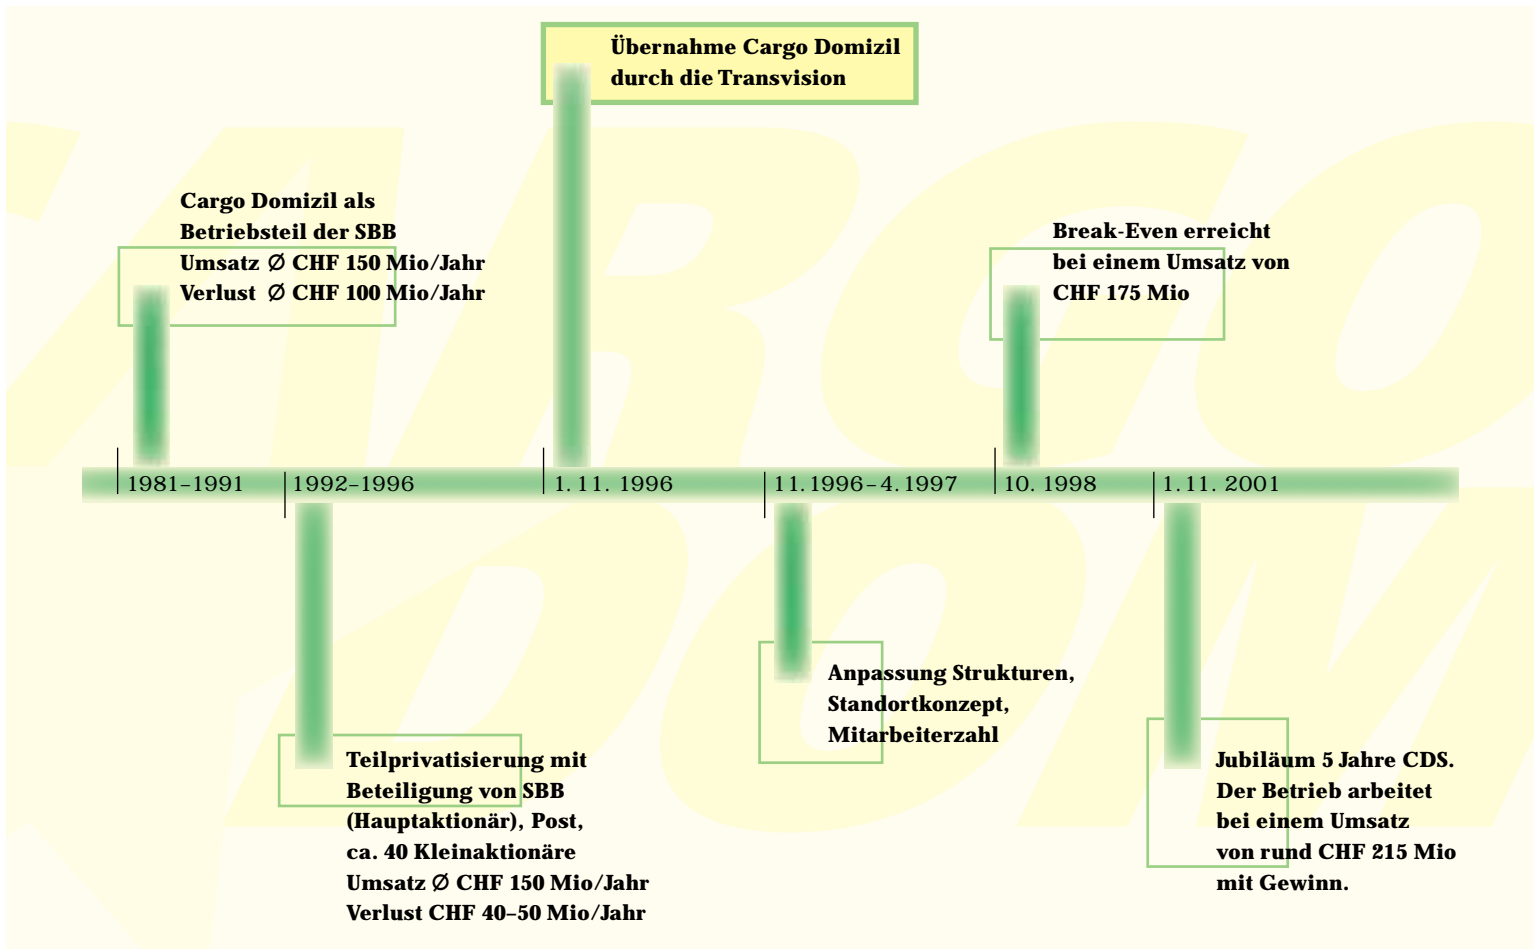 Übernahme Cargo Domizil
durch die Transvision
Cargo Domizil als
Betriebsteil der SBB
Umsatz Ø CHF 150 Mio/Jahr
Verlust Ø CHF 100 Mio/Jahr
Break-Even erreicht
bei einem Umsatz von
CHF 175 Mio
1981–1991
1992–1996
1. 11. 1996
11.1996–4.1997
10. 1998
1.11. 2001
Anpassung Strukturen,
Standortkonzept,
Mitarbeiterzahl
Teilprivatisierung mit
Beteiligung von SBB
(Hauptaktionär), Post,
ca. 40 Kleinaktionäre
Umsatz Ø CHF 150 Mio/Jahr
Verlust CHF 40–50 Mio/Jahr
Jubiläum 5 Jahre CDS.
Der Betrieb arbeitet
bei einem Umsatz
von rund CHF 215 Mio
mit Gewinn.